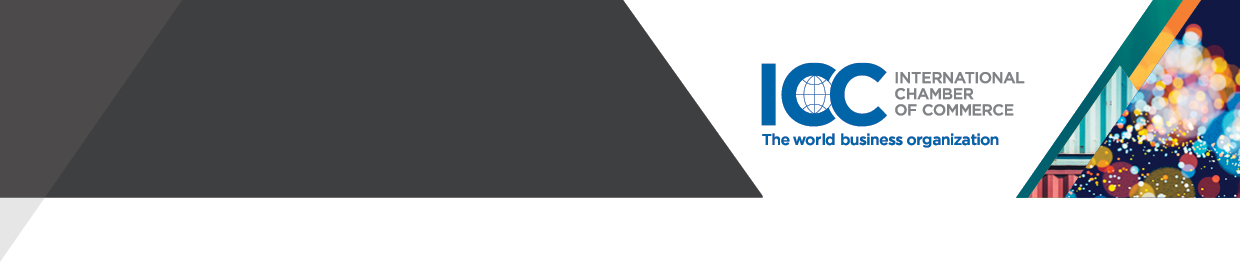 ICC
INTERNATIONAL
CHAMBER
OF COMMERCE
The world business organization